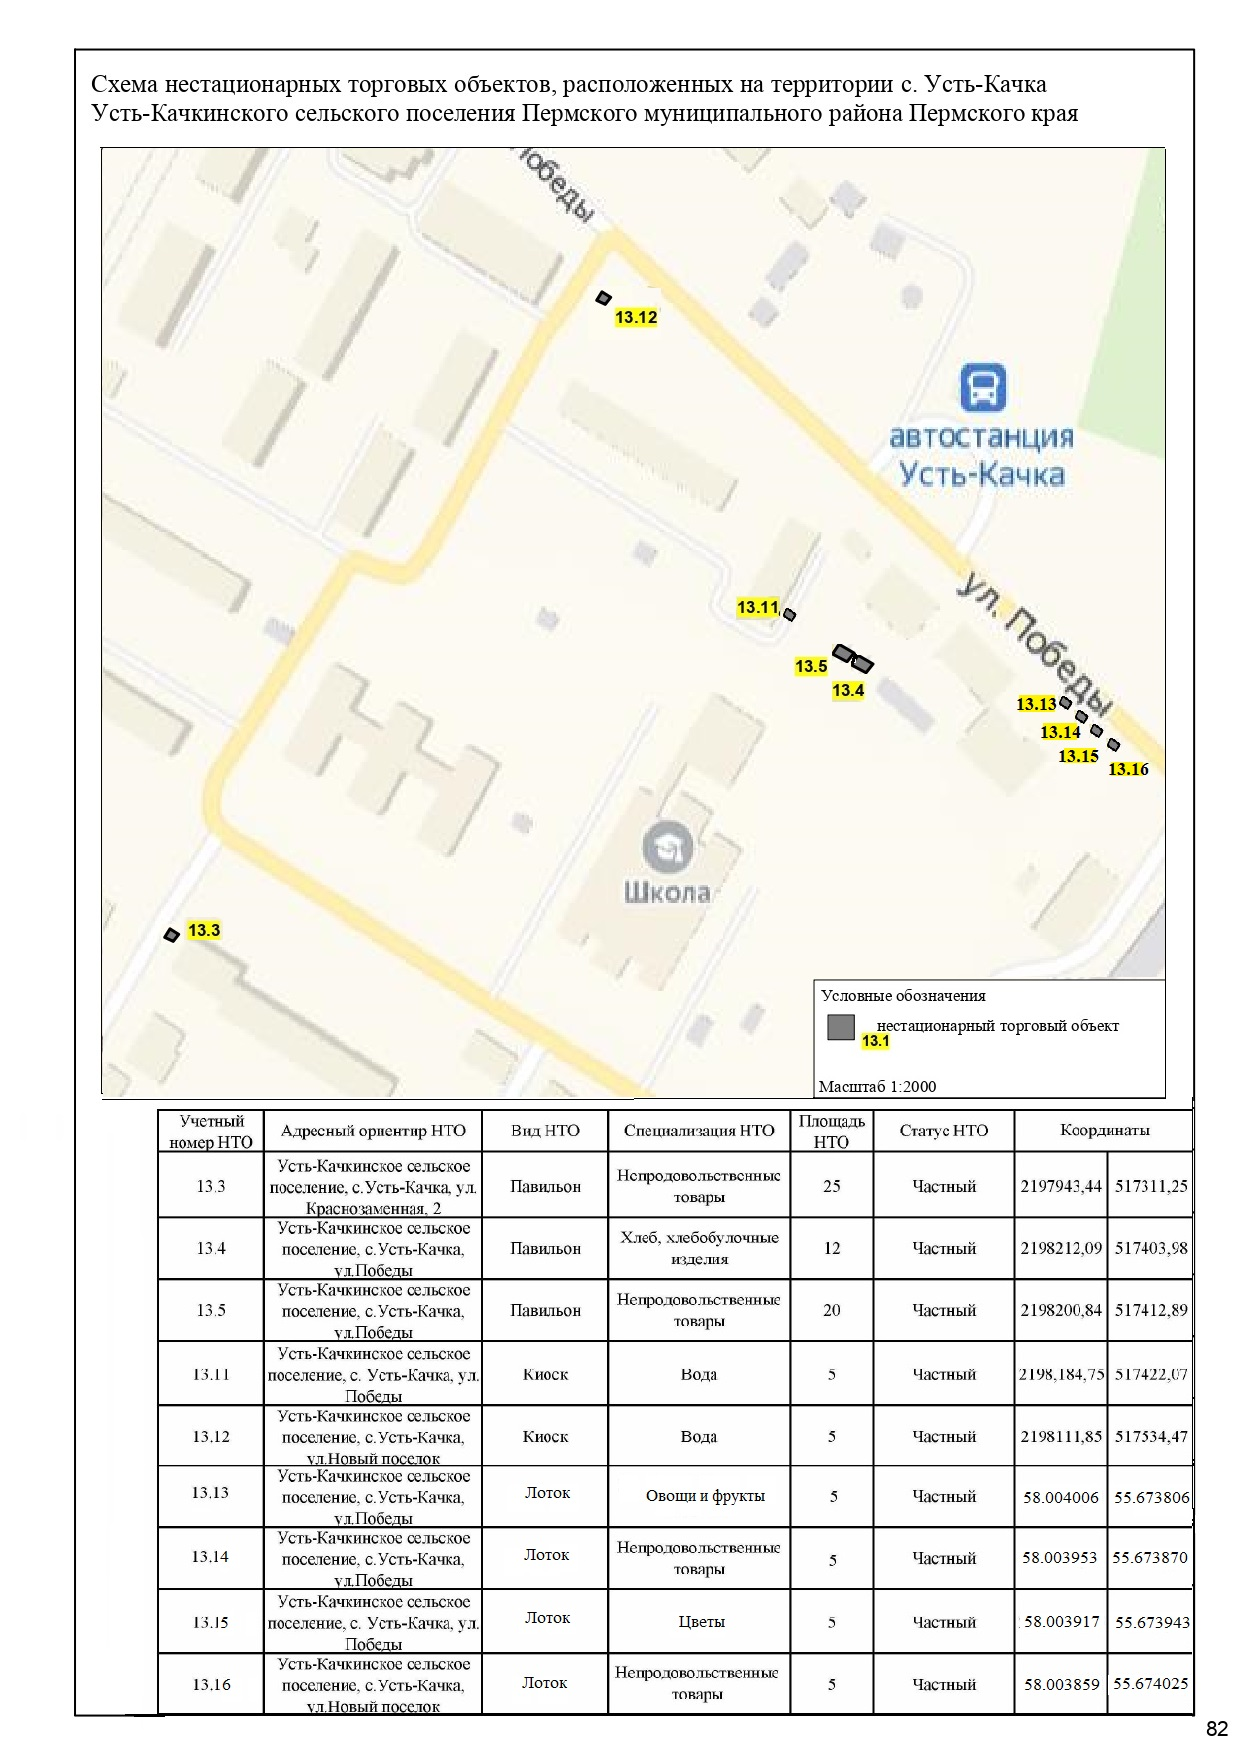 Схема нестационарных торговых объектов, расположенных на территории с. Усть-Качка
Усть-Качкинского сельского поселения Пермского муниципального района Пермского края
Победы
13.12
автостанция
Усть-Качка
ул. Победы
13.11
13.5
13.4
13.13
13.14
13.15
13.16
Школа
13.3
Условные обозначения
нестационарный торговый объект
13.1
Масштаб 1:2000
Учетный
номер НТО
Адресный ориентир НТО
Вид НТО
Специализация НТО
Площадь
НТО
Статус НТО
Координаты
13.3
Усть-Качкинское сельское
поселение, с.Усть-Качка, ул.
Краснозаменная, 2
Павильон
Непродовольственные
товары
25
Частный
2197943,44
517311,25
13.4
Усть-Качкинское сельское
поселение, с.Усть-Качка,
ул.Победы
Павильон
Хлеб, хлебобулочные
изделия
12
Частный
2198212,09
517403,98
13.5
Усть-Качкинское сельское
поселение, с.Усть-Качка,
ул.Победы
Павильон
Непродовольственные
товары
20
Частный
2198200,84
517412,89
13.11
Усть-Качкинское сельское
поселение, с. Усть-Качка, ул.
Победы
Киоск
Вода
5
Частный
2198,184,75
517422,07
13.12
Усть-Качкинское сельское
поселение, с.Усть-Качка,
ул.Новый поселок
Киоск
Вода
5
Частный
2198111,85
517534,47
13.13
Усть-Качкинское сельское
поселение, с.Усть-Качка,
ул.Победы
Лоток
Овощи и фрукты
5
Частный
58.004006
55.673806
13.14
Усть-Качкинское сельское
поселение, с.Усть-Качка,
ул.Победы
Лоток
Непродовольственные
товары
5
Частный
58.003953
55.673870
13.15
Усть-Качкинское сельское
поселение, с. Усть-Качка, ул.
Победы
Лоток
Цветы
5
Частный
58.003917
55.673943
13.16
Усть-Качкинское сельское
поселение, с.Усть-Качка,
ул.Новый поселок
Лоток
Непродовольственные
товары
5
Частный
58.003859
55.674025
82